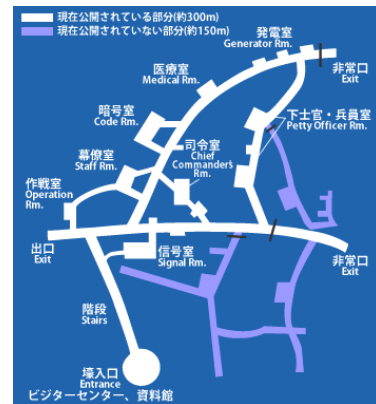 現在公開されている部分(約300m)
現在公開されていない部分(約150m)
発電室
Generator Rm.
医療室
Medical Rm.
非常口
Exit
暗号室
Code Rm.
下士官・兵員室
Petty Officer Rm.
司令室
Chief
Commander's
Rm.
幕僚室
Staff Rm.
作戦室
Operation
Rm.
出口
Exit
信号室
Signal Rm.
非常口
Exit
階段
Stairs
壕入口
Entrance
ビジターセンター、資料館